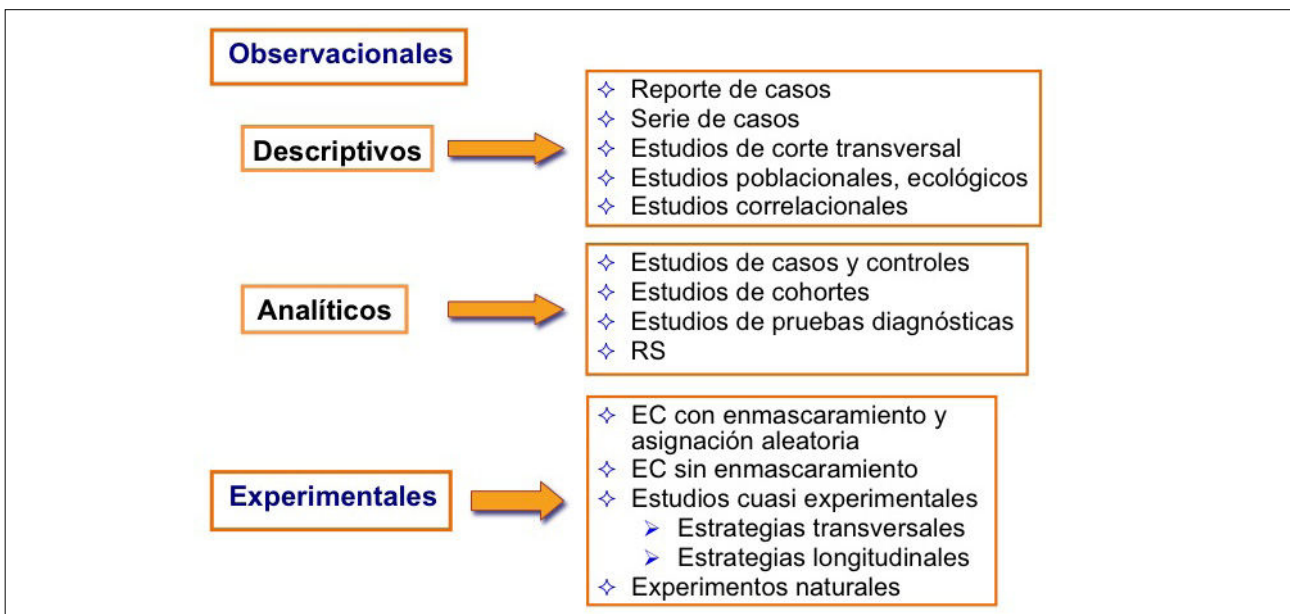 Observacionales
Descriptivos
Reporte de casos
Serie de casos
Estudios de corte transversal
Estudios poblacionales, ecológicos
Estudios correlacionales
Analíticos
Estudios de casos y controles
Estudios de cohortes
Estudios de pruebas diagnósticas
RS
Experimentales
EC con enmascaramiento y
asignación aleatoria
EC sin enmascaramiento
Estudios cuasi experimentales
Estrategias transversales
Estrategias longitudinales
Experimentos naturales